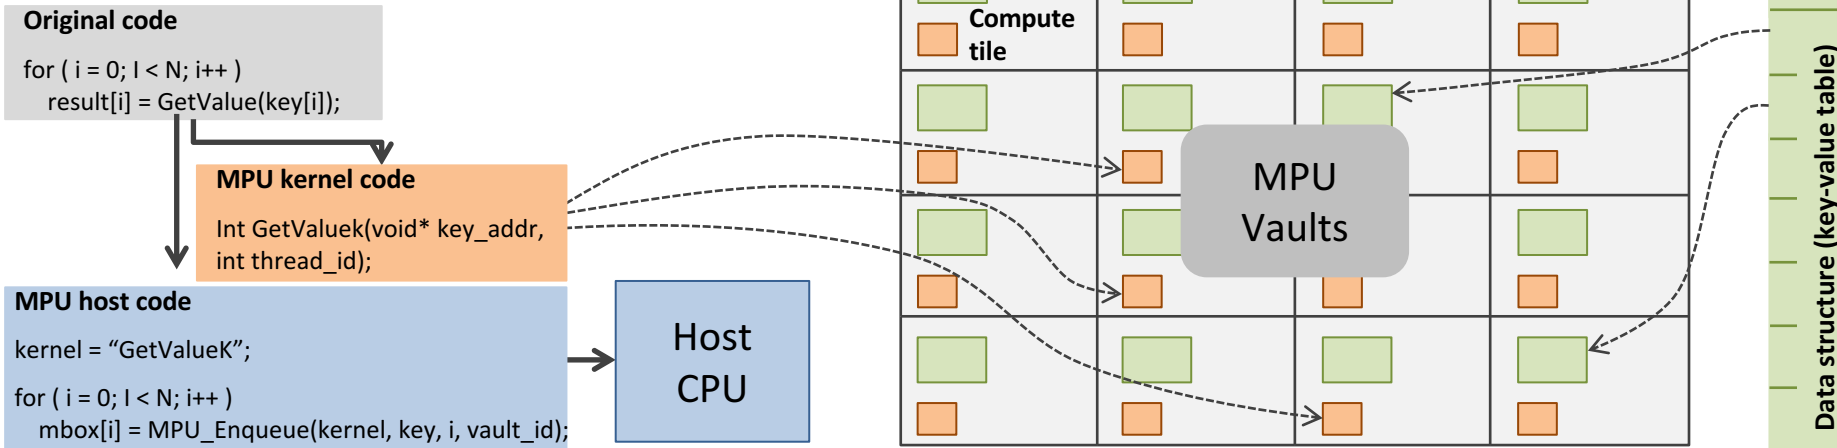 Original code
for ( i = 0; I < N; i++ )
result[i] = GetValue(key[i]);
MPU kernel code
Int GetValuek(void* key_addr,
int thread_id);
MPU host code
kernel = “GetValueK”;
for ( i = 0; I < N; i++ )
mbox[i] = MPU_Enqueue(kernel, key, i, vault_id);
Host
CPU
Compute
tile
MPU
Vaults
Data structure (key-value table)